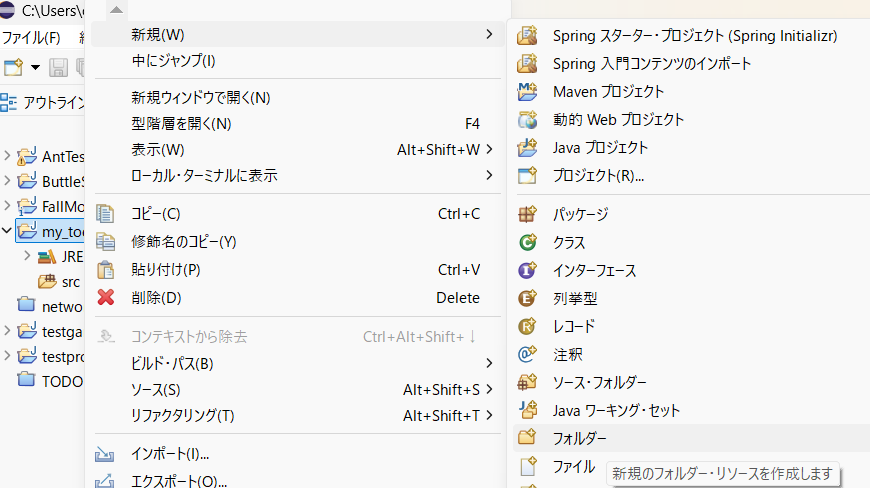 C:\Users\
ファイル(F)
アウトライン
AntTes
ButtleS
FallMo
my_too
JRE
src
netwo
testga
testpro
TODO
新規(W)
中にジャンプ(I)
新規ウィンドウで開く(N)
型階層を開く(N) F4
表示(W) Alt+Shift+W
ローカル・ターミナルに表示
コピー(C) Ctrl+C
修飾名のコピー(Y)
貼り付け(P) Ctrl+V
削除(D) Delete
コンテキストから除去 Ctrl+Alt+Shift+↓
ビルド・パス(B)
ソース(S) Alt+Shift+S
リファクタリング(T) Alt+Shift+T
インポート(I)...
エクスポート(O)...
Spring スターター・プロジェクト (Spring Initializr)
Spring 入門コンテンツのインポート
Maven プロジェクト
動的 Web プロジェクト
Java プロジェクト
プロジェクト(R)...
パッケージ
クラス
インターフェース
列挙型
レコード
注釈
ソース・フォルダー
Java ワーキング・セット
フォルダー
ファイル
新規のフォルダー・リソースを作成します